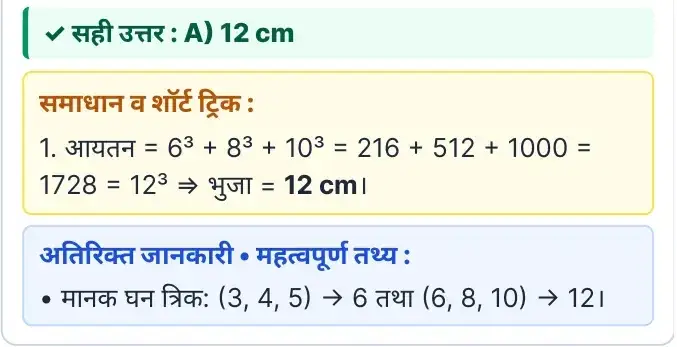 ✓ सही उत्तर : A) 12 cm
समाधान व शॉर्ट ट्रिक :
1. आयतन = 6³ + 8³ + 10³ = 216 + 512 + 1000 =
1728 = 12³ ⇒ भुजा = 12 cm।
अतिरिक्त जानकारी • महत्वपूर्ण तथ्य :
• मानक घन त्रिक: (3, 4, 5) → 6 तथा (6, 8, 10) → 12।